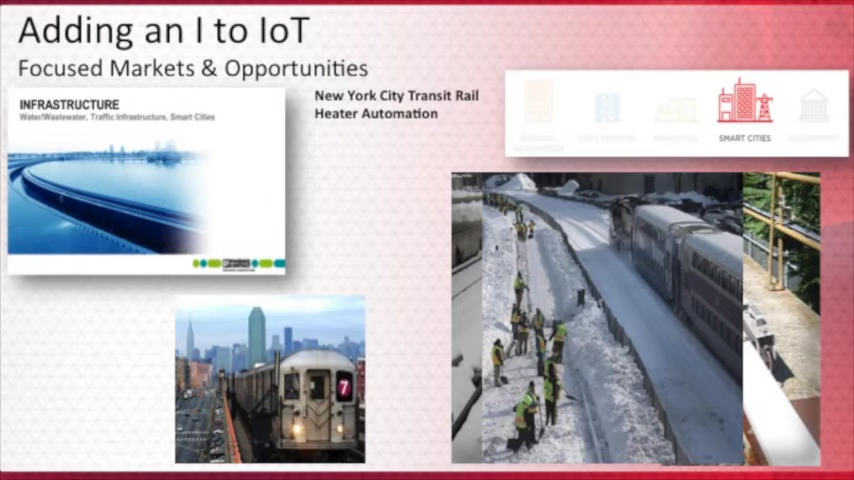 Adding an I to IoT
Focused Markets & Opportunities
INFRASTRUCTURE
Water/Wastewater, Traffic Infrastructure, Smart Cities
New York City Transit Rail
Heater Automation
SMART CITIES
7